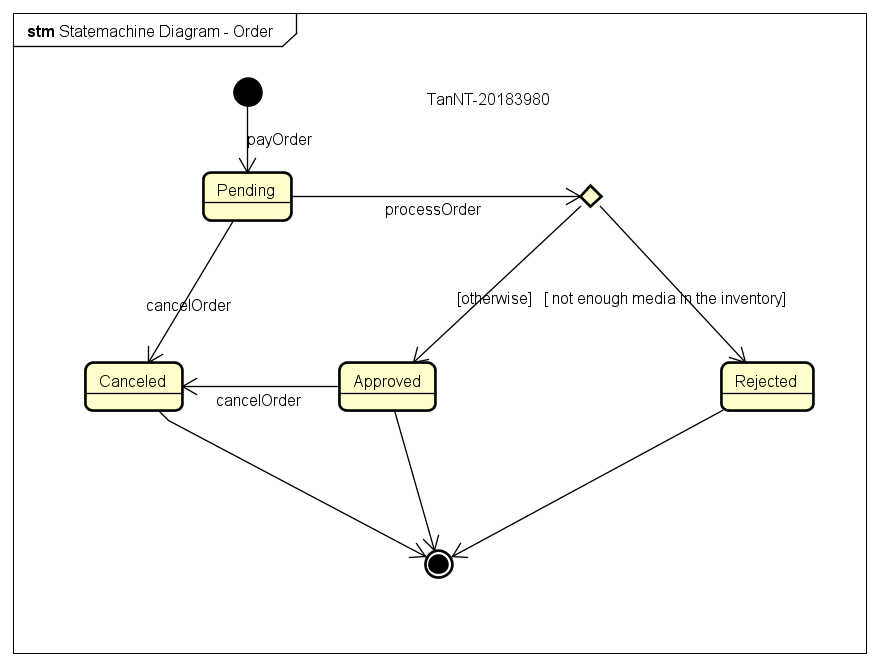 stm Statemachine Diagram - Order
TanNT-20183980
payOrder
Pending
processOrder
[otherwise]
[ not enough media in the inventory]
cancelOrder
Canceled
Approved
Rejected
cancelOrder